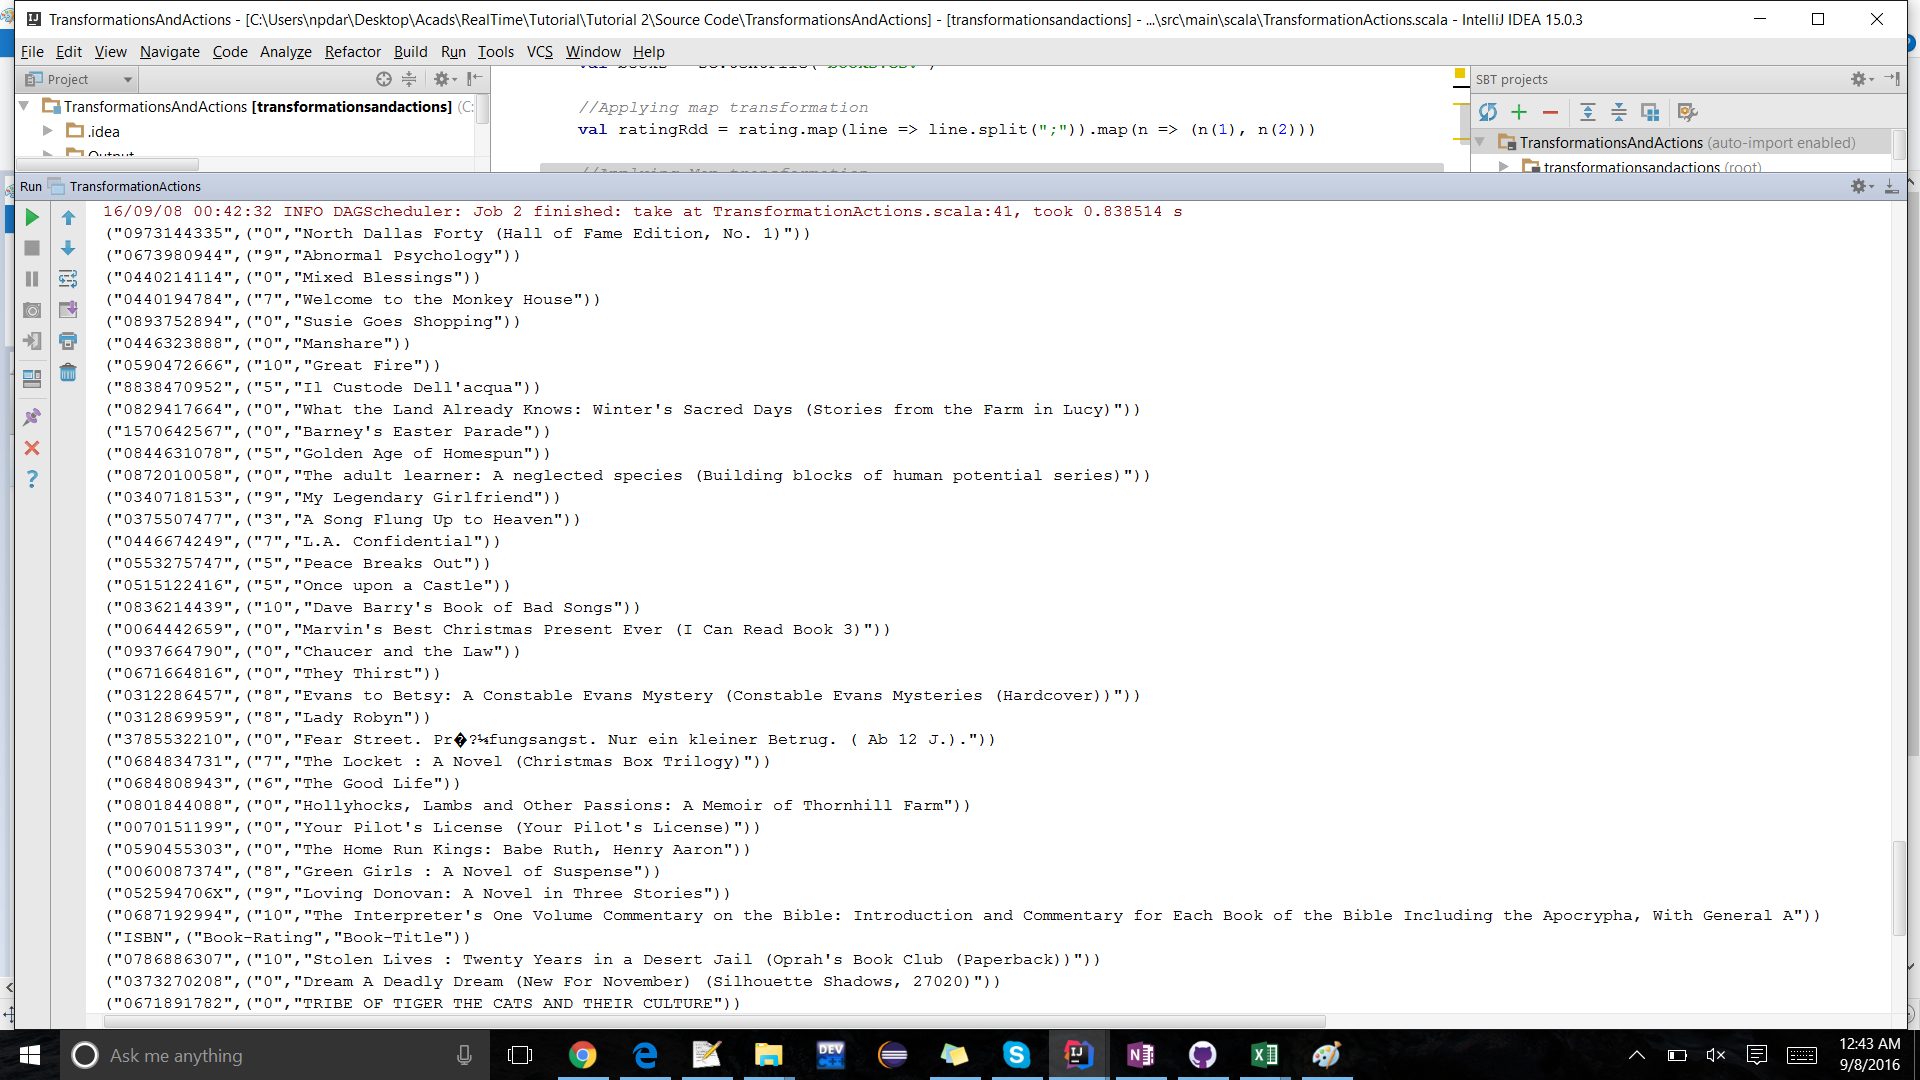 TransformationsAndActions - [C:\Users\npdar\Desktop\Acads\RealTime\Tutorial\Tutorial 2\Source Code\TransformationsAndActions] - [transformationsandactions] - ...\src\main\scala\TransformationActions.scala - IntelliJ IDEA 15.0.3
File Edit View Navigate Code Analyze Refactor Build Run Tools VCS Window Help
Project
SBT projects
TransformationsAndActions [transformationsandactions] (C:
.idea
Output
//Applying map transformation
val ratingRdd = rating.map(line => line.split(";")).map(n => (n(1), n(2)))
TransformationsAndActions (auto-import enabled)
transformationsandactions (root)
Run TransformationActions
16/09/08 00:42:32 INFO DAGScheduler: Job 2 finished: take at TransformationActions.scala:41, took 0.838514 s
("0973144335",("0","North Dallas Forty (Hall of Fame Edition, No. 1)"))
("0673980944",("9","Abnormal Psychology"))
("0440214114",("0","Mixed Blessings"))
("0440194784",("7","Welcome to the Monkey House"))
("0893752894",("0","Susie Goes Shopping"))
("0446323888",("0","Manshare"))
("0590472666",("10","Great Fire"))
("8838470952",("5","Il Custode Dell'acqua"))
("0829417664",("0","What the Land Already Knows: Winter's Sacred Days (Stories from the Farm in Lucy)"))
("1570642567",("0","Barney's Easter Parade"))
("0844631078",("5","Golden Age of Homespun"))
("0872010058",("0","The adult learner: A neglected species (Building blocks of human potential series)"))
("0340718153",("9","My Legendary Girlfriend"))
("0375507477",("3","A Song Flung Up to Heaven"))
("0446674249",("7","L.A. Confidential"))
("0553275747",("5","Peace Breaks Out"))
("0515122416",("5","Once upon a Castle"))
("0836214439",("10","Dave Barry's Book of Bad Songs"))
("0064442659",("0","Marvin's Best Christmas Present Ever (I Can Read Book 3)"))
("0937664790",("0","Chaucer and the Law"))
("0671664816",("0","They Thirst"))
("0312286457",("8","Evans to Betsy: A Constable Evans Mystery (Constable Evans Mysteries (Hardcover))"))
("0312869959",("8","Lady Robyn"))
("3785532210",("0","Fear Street. Pr�?¼fungsangst. Nur ein kleiner Betrug. ( Ab 12 J.)."))
("0684834731",("7","The Locket : A Novel (Christmas Box Trilogy)"))
("0684808943",("6","The Good Life"))
("0801844088",("0","Hollyhocks, Lambs and Other Passions: A Memoir of Thornhill Farm"))
("0070151199",("0","Your Pilot's License (Your Pilot's License)"))
("0590455303",("0","The Home Run Kings: Babe Ruth, Henry Aaron"))
("0060087374",("8","Green Girls : A Novel of Suspense"))
("052594706X",("9","Loving Donovan: A Novel in Three Stories"))
("0687192994",("10","The Interpreter's One Volume Commentary on the Bible: Introduction and Commentary for Each Book of the Bible Including the Apocrypha, With General A"))
("ISBN",("Book-Rating","Book-Title"))
("0786886307",("10","Stolen Lives : Twenty Years in a Desert Jail (Oprah's Book Club (Paperback))"))
("0373270208",("0","Dream A Deadly Dream (New For November) (Silhouette Shadows, 27020)"))
("0671891782",("0","TRIBE OF TIGER THE CATS AND THEIR CULTURE"))
Ask me anything
DEV
12:43 AM
9/8/2016